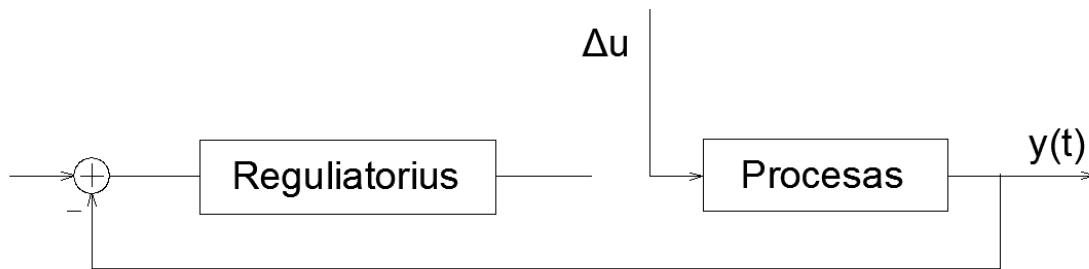 Δu
y(t)
Reguliatorius
Procesas
+
−